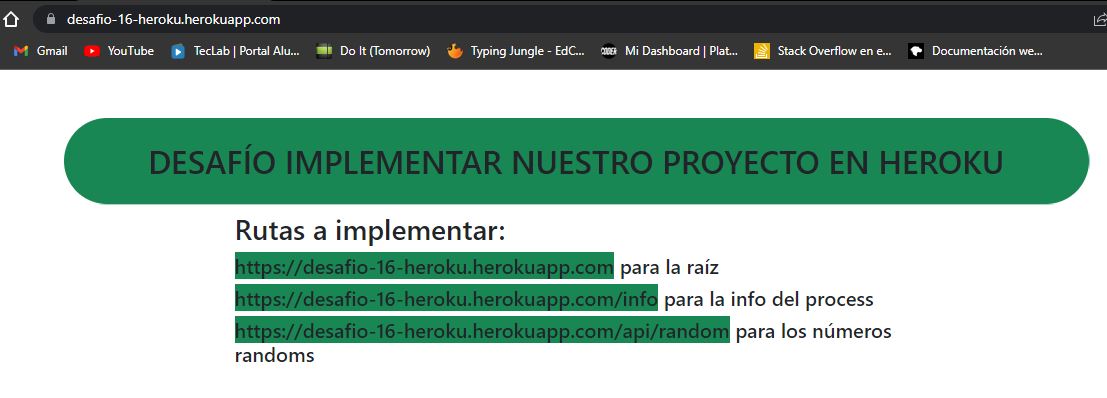 desafio-16-heroku.herokuapp.com
Gmail YouTube TecLab | Portal Alu... Do It (Tomorrow) Typing Jungle - EdC... CODER Mi Dashboard | Plat... Stack Overflow en e... Documentación we...
DESAFÍO IMPLEMENTAR NUESTRO PROYECTO EN HEROKU
Rutas a implementar:
https://desafio-16-heroku.herokuapp.com para la raíz
https://desafio-16-heroku.herokuapp.com/info para la info del process
https://desafio-16-heroku.herokuapp.com/api/random para los números
randoms